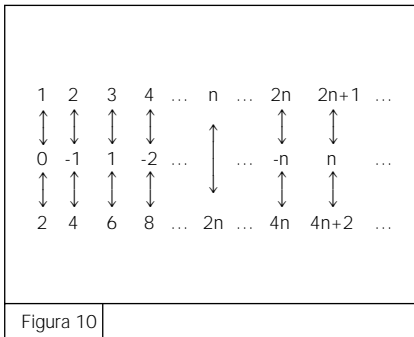 1 2 3 4 ... n ... 2n 2n+1 ...
0 -1 1 -2 ... ... -n n ...
2 4 6 8 ... 2n ... 4n 4n+2 ...
Figura 10